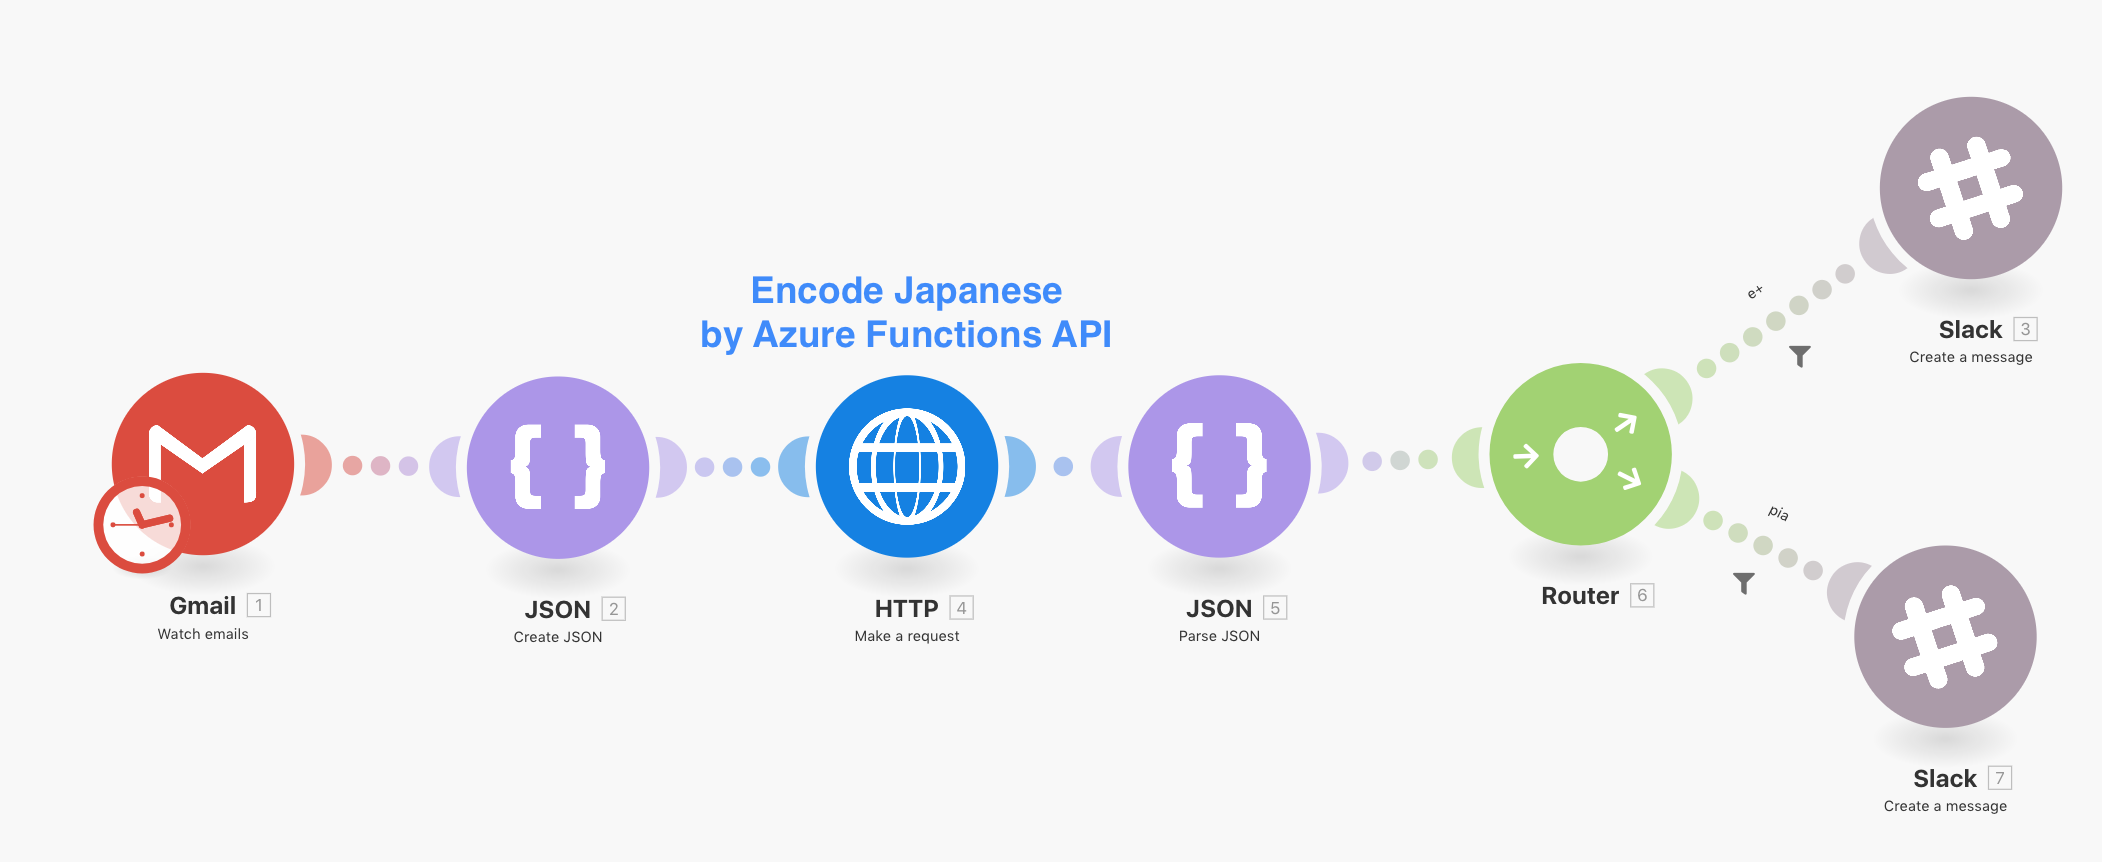 Encode Japanese
by Azure Functions API
Gmail 1
Watch emails
JSON 2
Create JSON
HTTP 4
Make a request
JSON 5
Parse JSON
Router 6
e+
Slack 3
Create a message
pia
Slack 7
Create a message